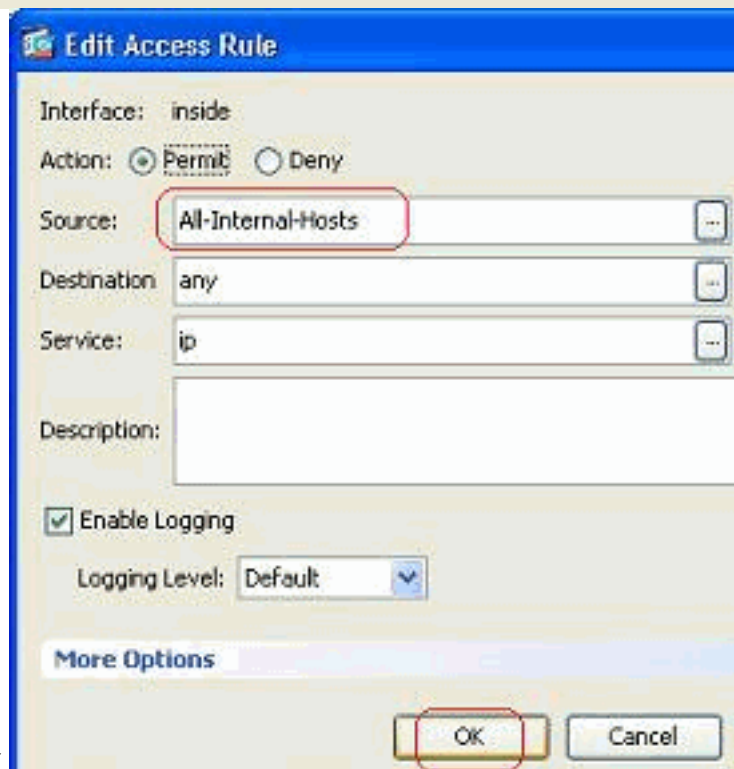 Edit Access Rule
Interface: inside
Action: Permit Deny
Source: All-Internal-Hosts ...
Destination any ...
Service: ip ...
Description:
Enable Logging
Logging Level: Default
More Options
OK Cancel